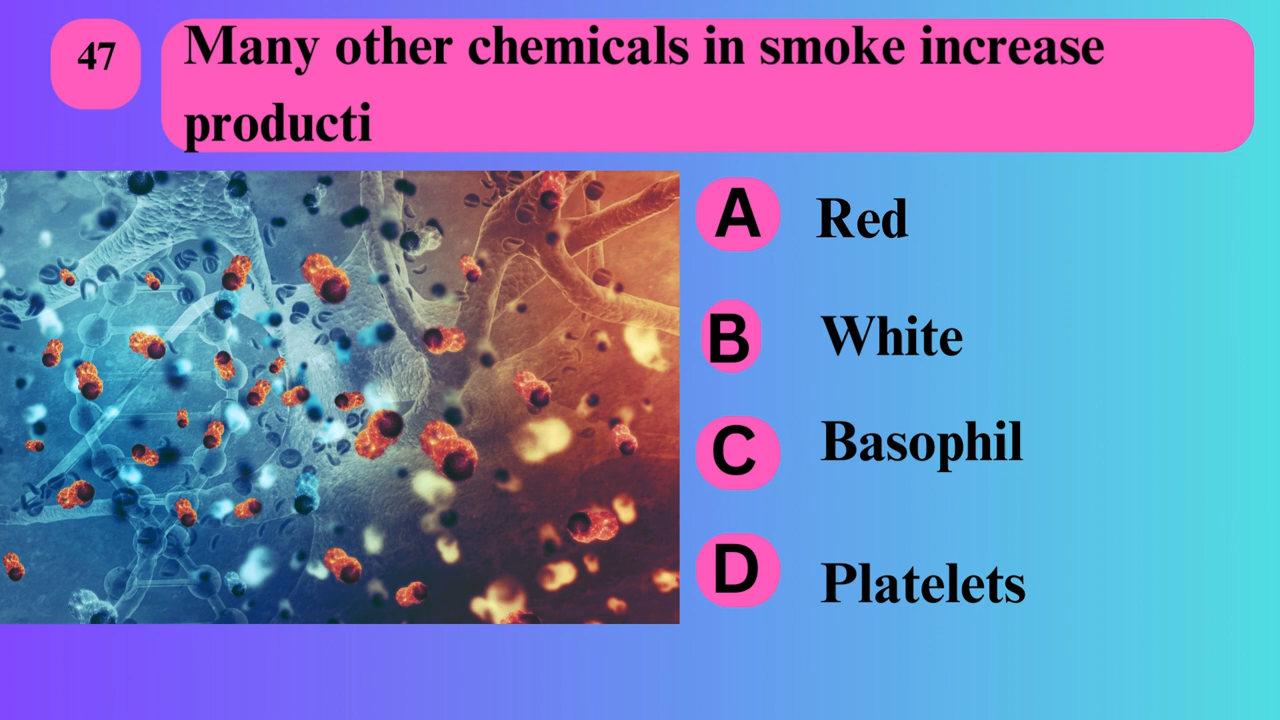 47
Many other chemicals in smoke increase
producti
A Red
B White
C Basophil
D Platelets